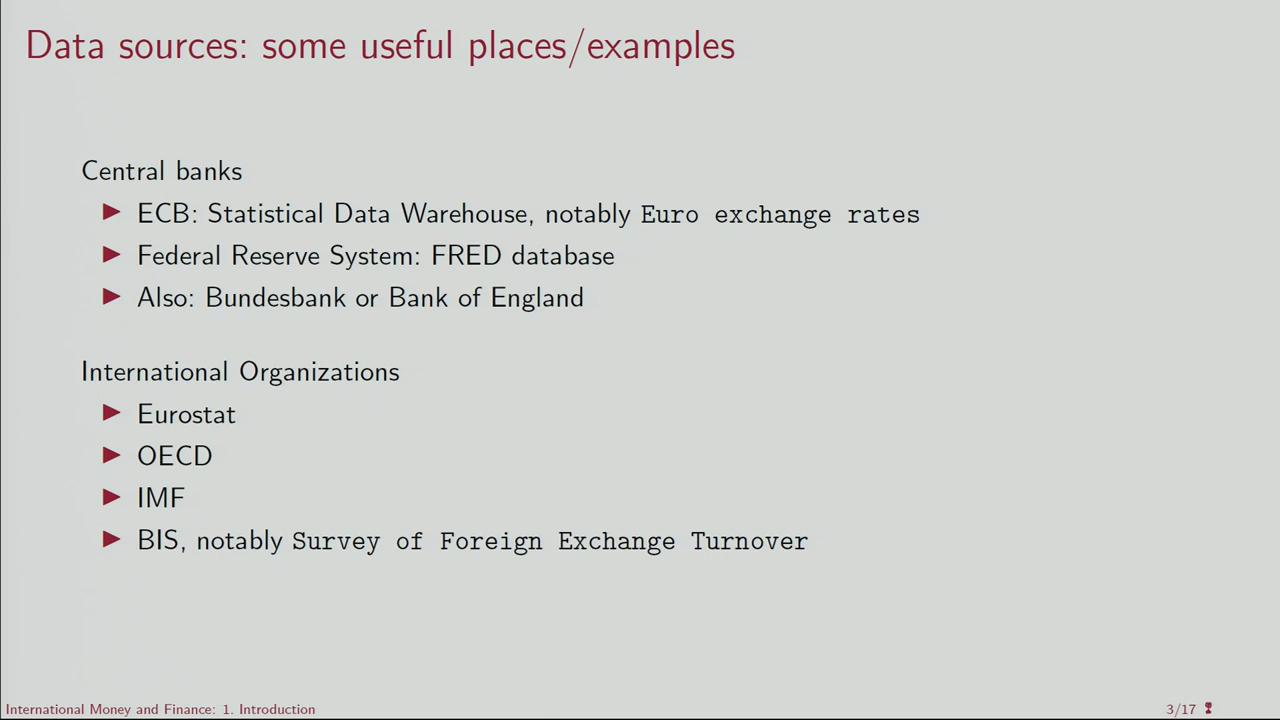 Data sources: some useful places/examples
Central banks
▶ ECB: Statistical Data Warehouse, notably Euro exchange rates
▶ Federal Reserve System: FRED database
▶ Also: Bundesbank or Bank of England
International Organizations
▶ Eurostat
▶ OECD
▶ IMF
▶ BIS, notably Survey of Foreign Exchange Turnover
International Money and Finance: 1. Introduction
3/17